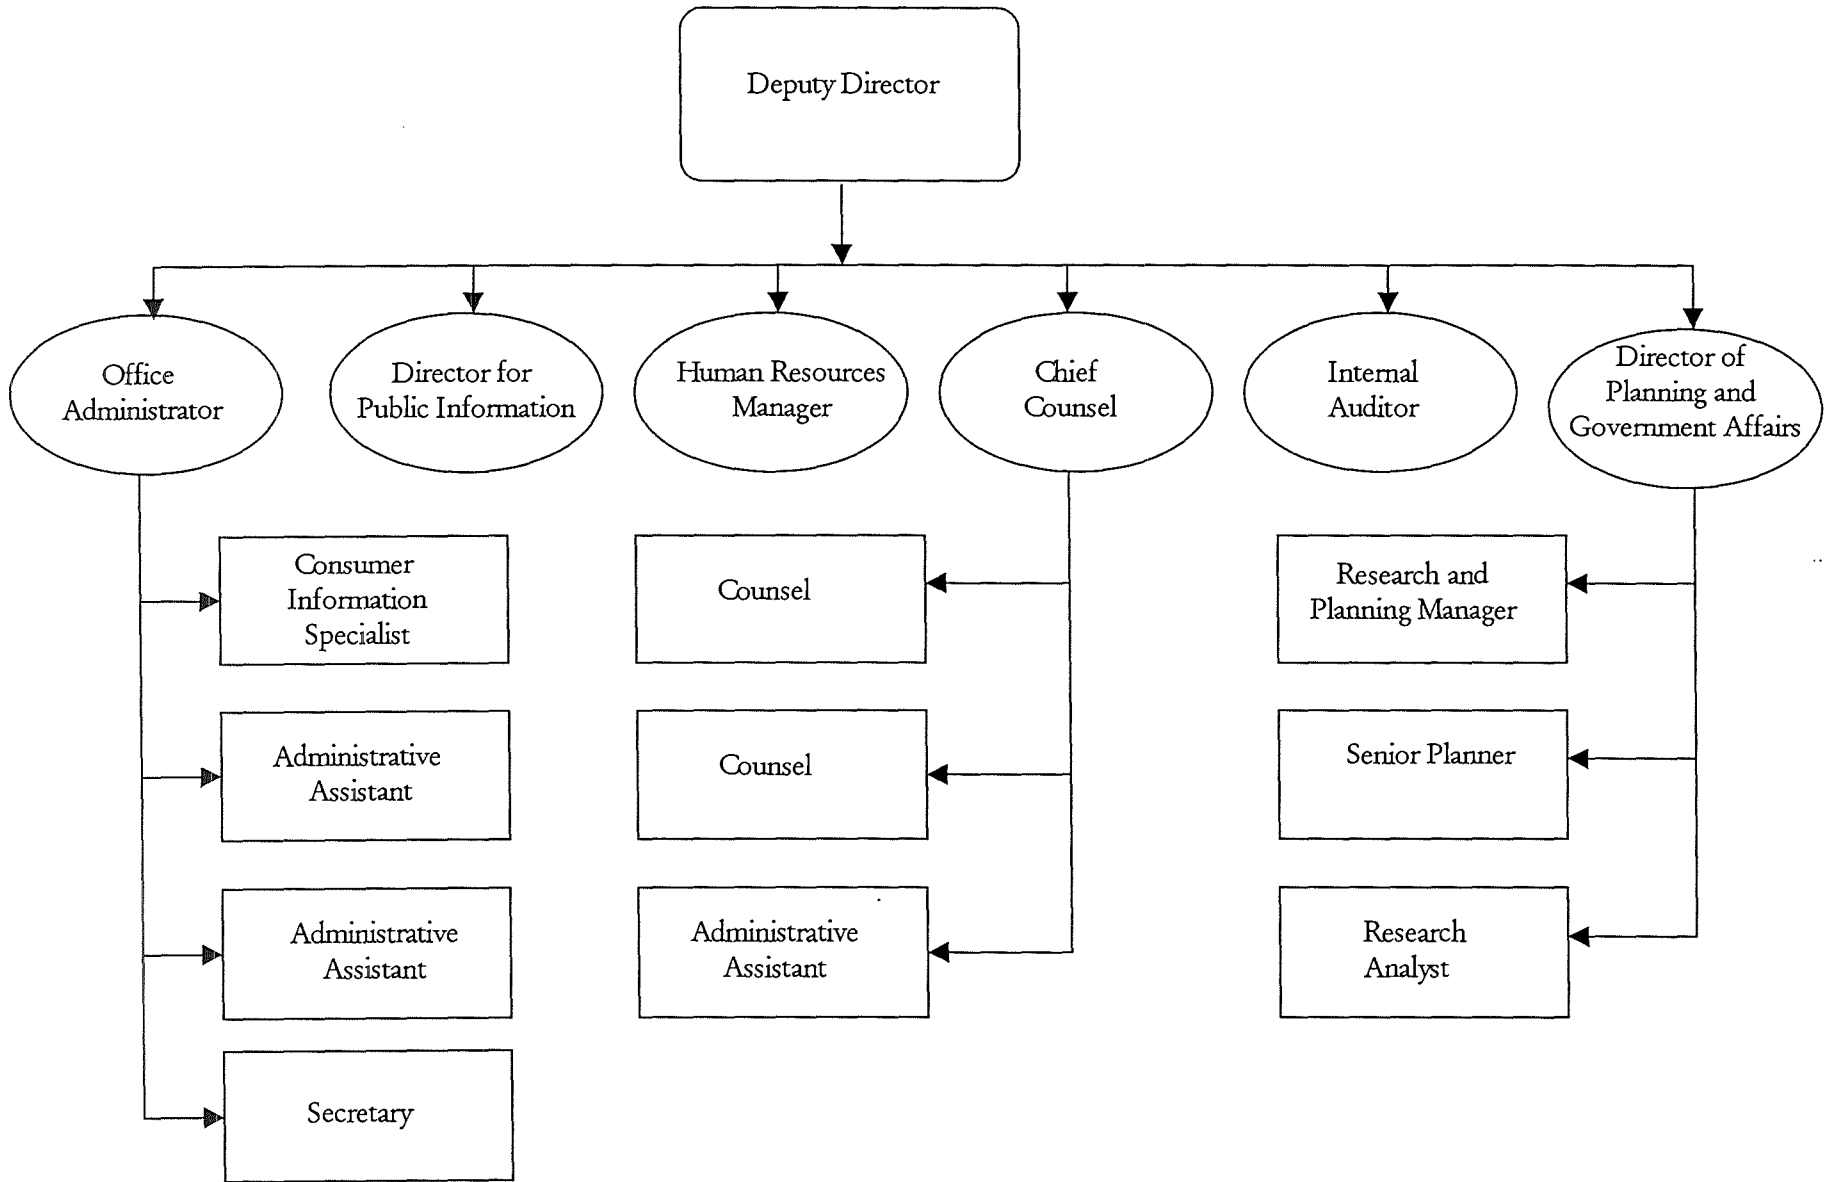 Deputy Director
Office
Administrator
Director for
Public Information
Human Resources
Manager
Chief
Counsel
Internal
Auditor
Director of
Planning and
Government Affairs
Consumer
Information
Specialist
Counsel
Research and
Planning Manager
Administrative
Assistant
Counsel
Senior Planner
Administrative
Assistant
Administrative
Assistant
Research
Analyst
Secretary